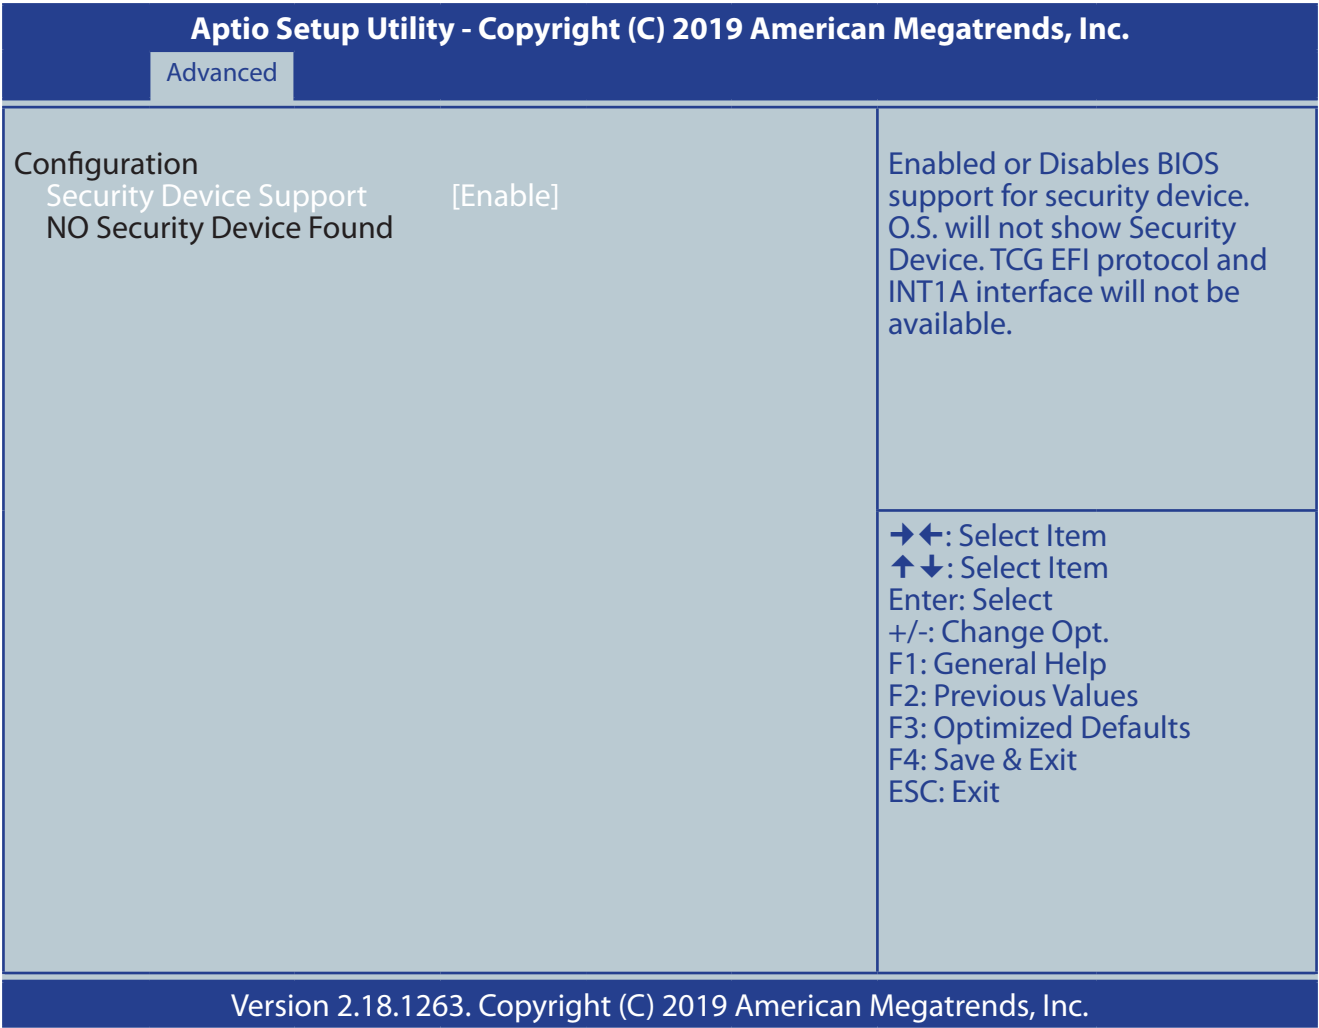 Aptio Setup Utility - Copyright (C) 2019 American Megatrends, Inc.
Advanced
Configuration
Security Device Support [Enable]
NO Security Device Found
Enabled or Disables BIOS
support for security device.
O.S. will not show Security
Device. TCG EFI protocol and
INT1A interface will not be
available.
→←: Select Item
↑↓: Select Item
Enter: Select
+/-: Change Opt.
F1: General Help
F2: Previous Values
F3: Optimized Defaults
F4: Save & Exit
ESC: Exit
Version 2.18.1263. Copyright (C) 2019 American Megatrends, Inc.